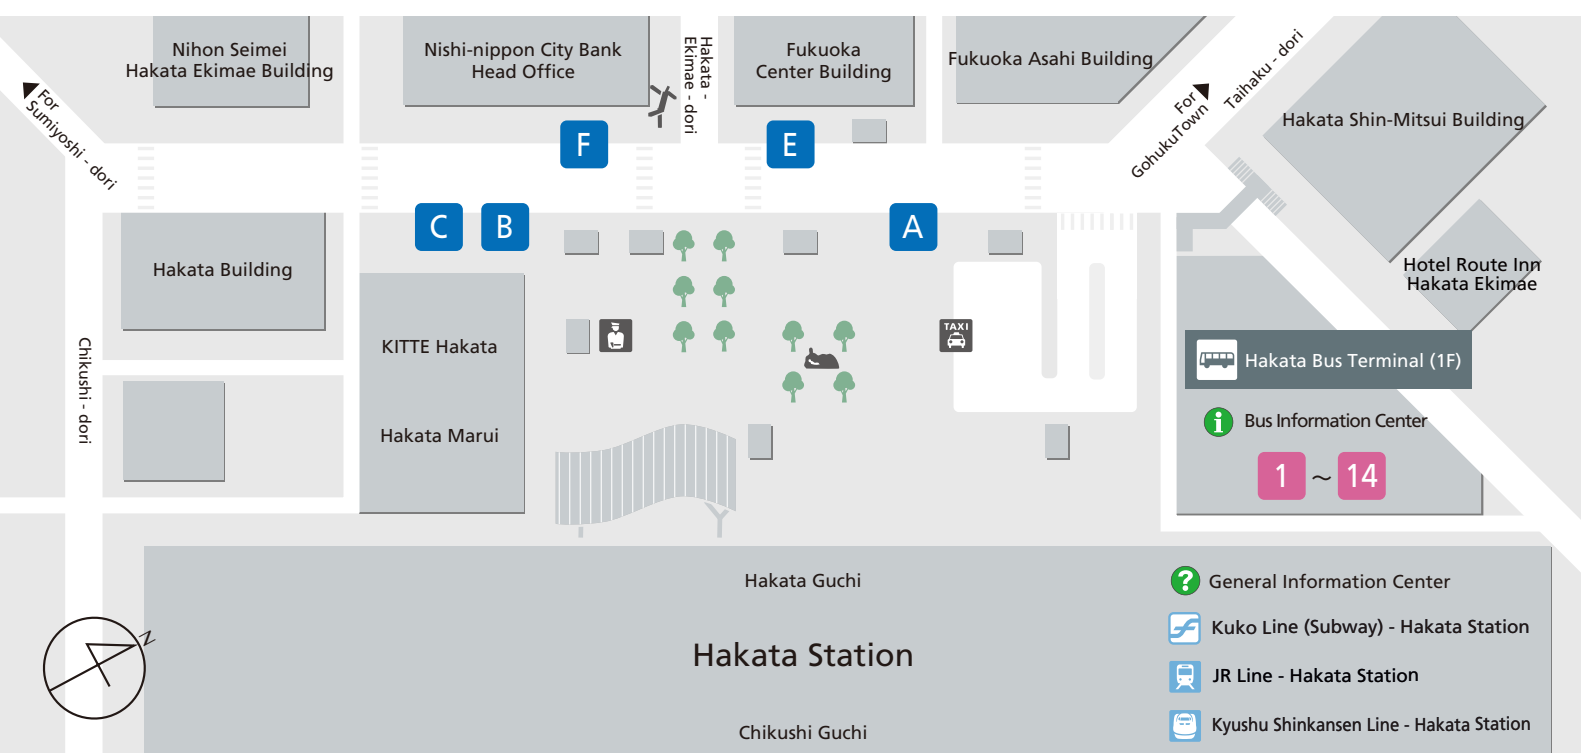 Nihon Seimei
Hakata Ekimae Building
Nishi-nippon City Bank
Head Office
Hakata -
Ekimae - dori
Fukuoka
Center Building
Fukuoka Asahi Building
Taihaku - dori
For
GohukuTown
Hakata Shin-Mitsui Building
For
Sumiyoshi - dori
F
E
C
B
A
Hakata Building
Hotel Route Inn
Hakata Ekimae
KITTE Hakata
TAXI
Hakata Bus Terminal (1F)
Chikushi - dori
Hakata Marui
i
Bus Information Center
1 ~ 14
Hakata Guchi
? General Information Center
Kuko Line (Subway) - Hakata Station
Hakata Station
JR Line - Hakata Station
Kyushu Shinkansen Line - Hakata Station
Chikushi Guchi
N